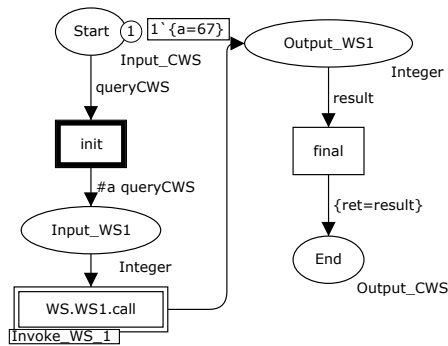 Start
1
1`{a=67}
Input_CWS
queryCWS
init
#a queryCWS
Input_WS1
Integer
WS.WS1.call
Invoke_WS_1
Output_WS1
Integer
result
final
{ret=result}
End
Output_CWS